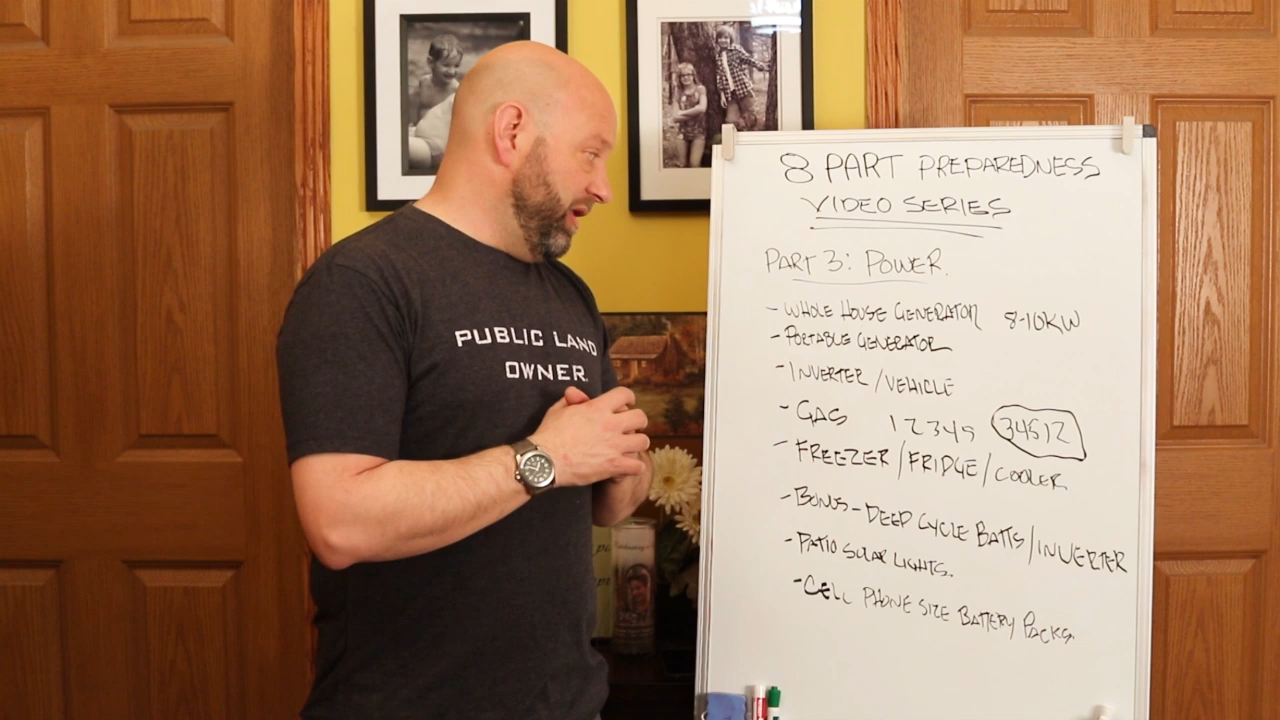 8 PART PREPAREDNESS
VIDEO SERIES
PART 3: POWER.
- WHOLE HOUSE GENERATOR 8-10KW
- PORTABLE GENERATOR
- INVERTER / VEHICLE
- GAS 12345 34512
- FREEZER / FRIDGE / COOLER
- BONUS - DEEP CYCLE BATTS / INVERTER
- PATIO SOLAR LIGHTS.
- CELL PHONE SIZE BATTERY PACKS.
PUBLIC LAND
OWNER.